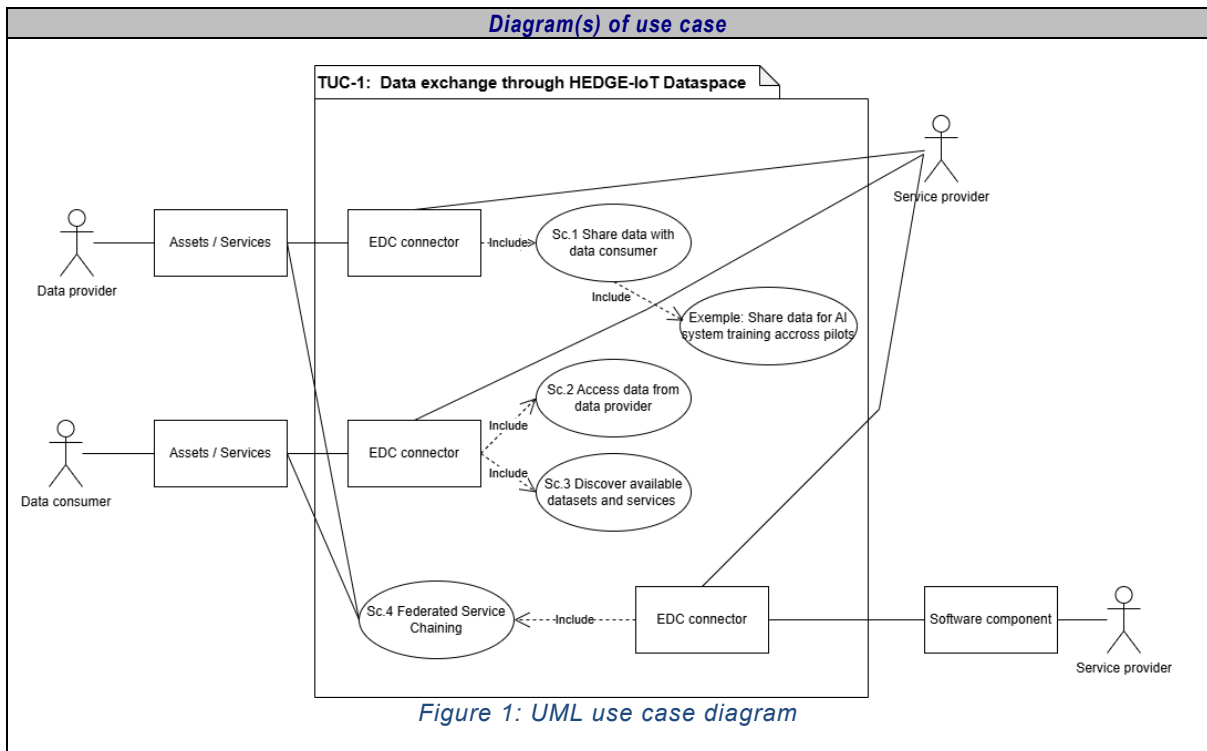 Diagram(s) of use case
TUC-1: Data exchange through HEDGE-IoT Dataspace
Service provider
Data provider
Assets / Services
EDC connector
Include
Sc.1 Share data with
data consumer
Include
Exemple: Share data for AI
system training accross pilots
Data consumer
Assets / Services
EDC connector
Include
Sc.2 Access data from
data provider
Include
Sc.3 Discover available
datasets and services
Sc.4 Federated Service
Chaining
Include
EDC connector
Software component
Service provider
Figure 1: UML use case diagram